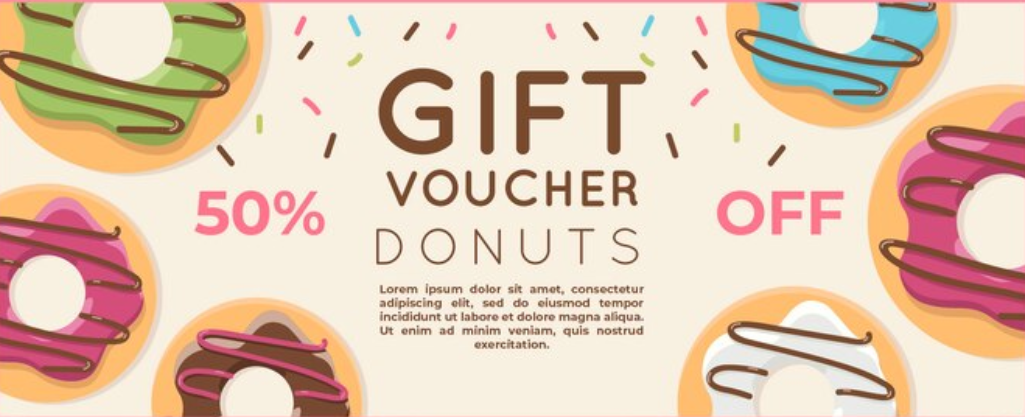 GIFT
VOUCHER
50% OFF
DONUTS
Lorem ipsum dolor sit amet, consectetur
adipiscing elit, sed do eiusmod tempor
incididunt ut labore et dolore magna aliqua.
Ut enim ad minim veniam, quis nostrud
exercitation.